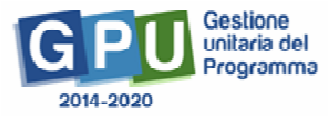 GPU
Gestione
unitaria del
Programma
2014-2020